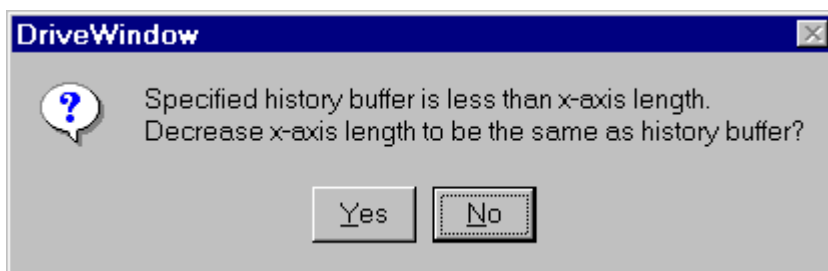 DriveWindow
Specified history buffer is less than x-axis length.
Decrease x-axis length to be the same as history buffer?
Yes No